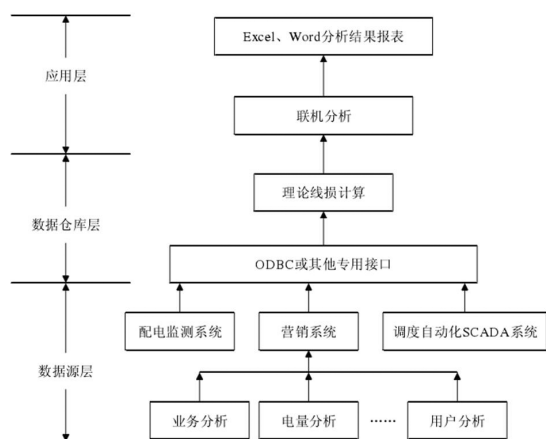 Excel、Word分析结果报表
应用层
联机分析
理论线损计算
数据仓库层
ODBC或其他专用接口
配电监测系统
营销系统
调度自动化SCADA系统
数据源层
业务分析
电量分析
……
用户分析